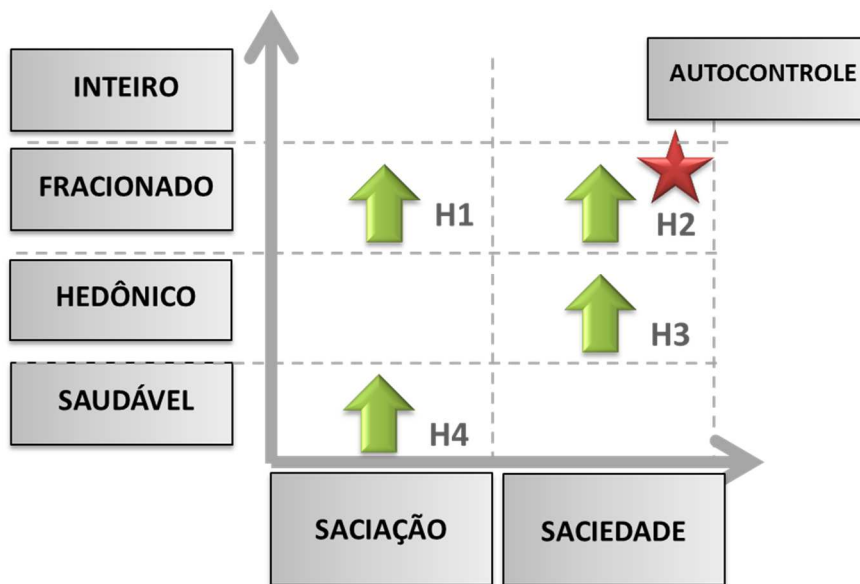 INTEIRO
AUTOCONTROLE
FRACIONADO
H1
H2
HEDÔNICO
H3
SAUDÁVEL
H4
SACIAÇÃO
SACIEDADE